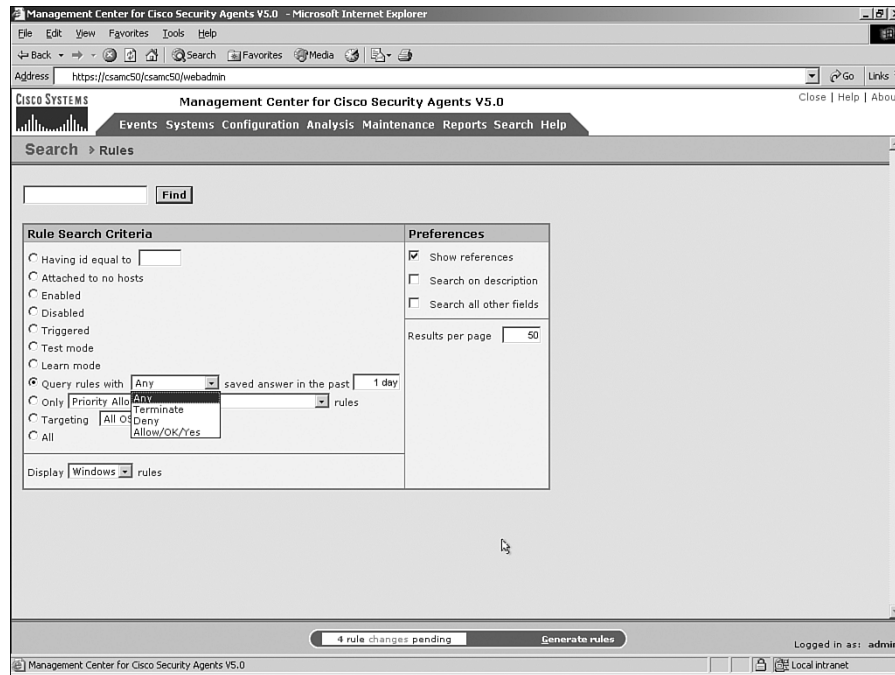 Management Center for Cisco Security Agents V5.0 - Microsoft Internet Explorer
File Edit View Favorites Tools Help
Back Search Favorites Media
Address https://csamc50/csamc50/webadmin Go Links
CISCO SYSTEMS Management Center for Cisco Security Agents V5.0 Close | Help | Abou
Events Systems Configuration Analysis Maintenance Reports Search Help
Search > Rules
Find
Rule Search Criteria Preferences
Having id equal to
Show references
Attached to no hosts
Search on description
Enabled
Search all other fields
Disabled
Triggered
Results per page 50
Test mode
Learn mode
Query rules with Any saved answer in the past 1 day
Only Priority Allo rules
Any
Terminate
Deny
Allow/OK/Yes
Targeting All OS
All
Display Windows rules
4 rule changes pending Generate rules
Logged in as: admin
Management Center for Cisco Security Agents V5.0 Local intranet